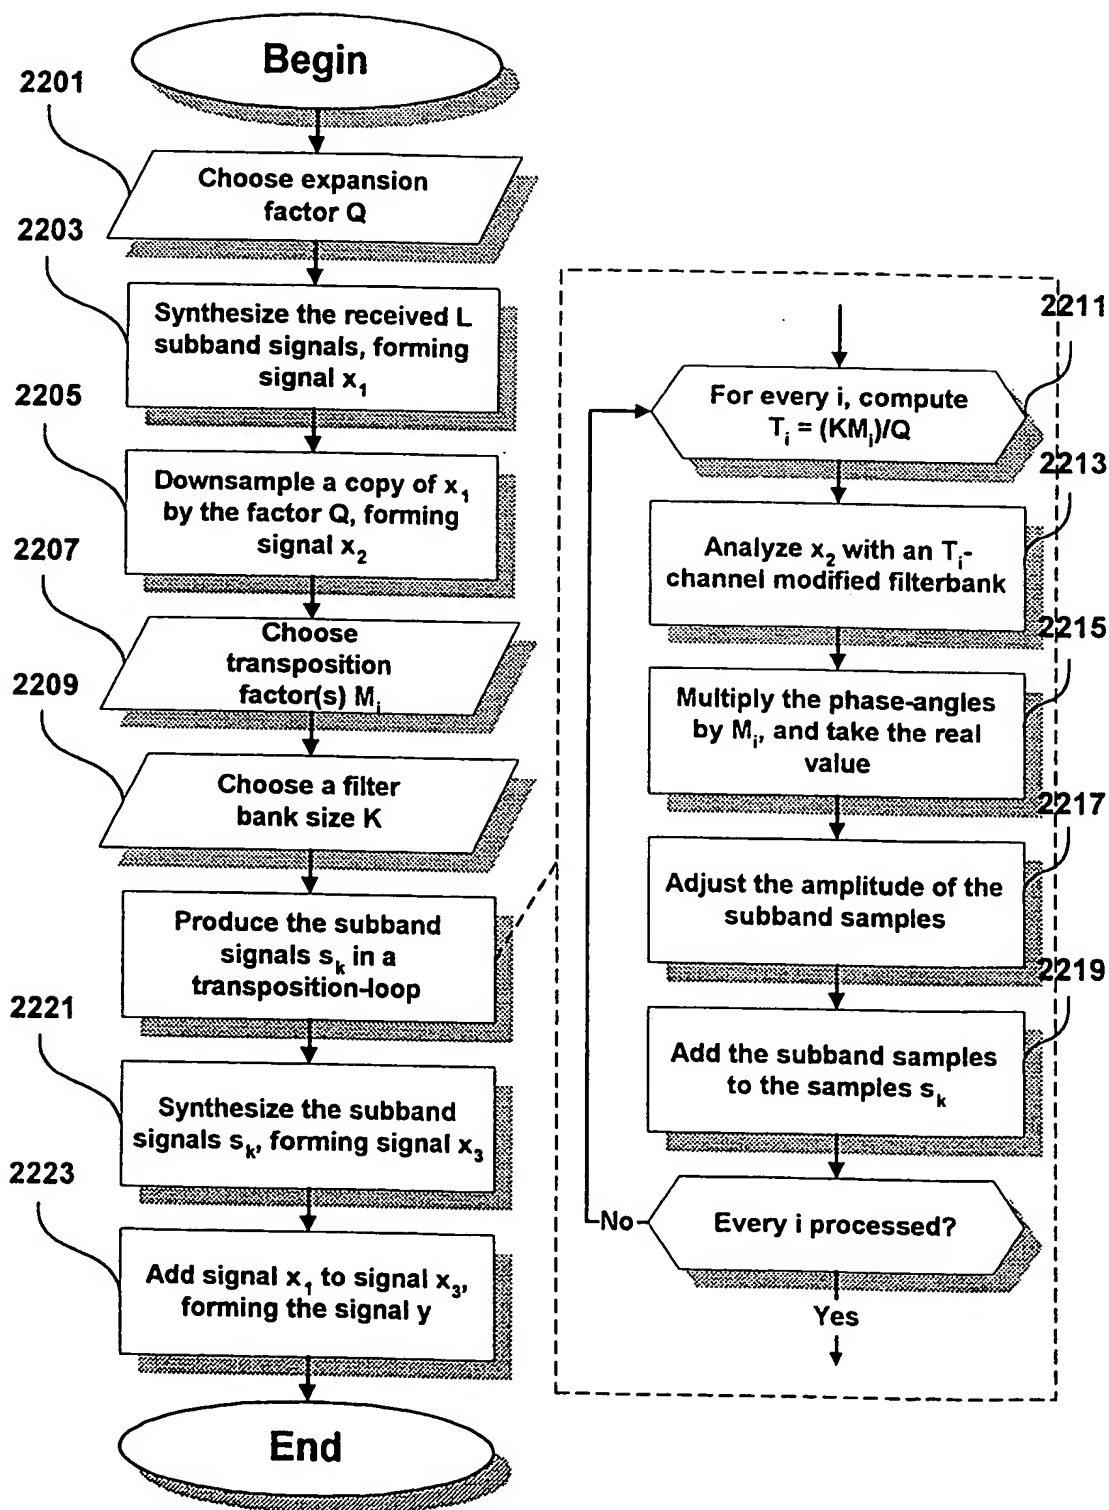 Begin
2201
Choose expansion
factor Q
2203
Synthesize the received L
subband signals, forming
signal x₁
2205
Downsample a copy of x₁
by the factor Q, forming
signal x₂
2207
Choose
transposition
factor(s) Mᵢ
2209
Choose a filter
bank size K
Produce the subband
signals sₖ in a
transposition-loop
2221
Synthesize the subband
signals sₖ, forming signal x₃
2223
Add signal x₁ to signal x₃,
forming the signal y
End
2211
For every i, compute
Tᵢ = (KMᵢ)/Q
2213
Analyze x₂ with an Tᵢ-
channel modified filterbank
2215
Multiply the phase-angles
by Mᵢ, and take the real
value
2217
Adjust the amplitude of the
subband samples
2219
Add the subband samples
to the samples sₖ
No
Every i processed?
Yes